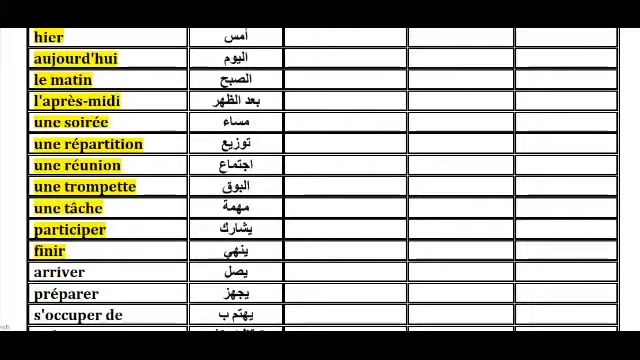 hier أمس
aujourd'hui اليوم
le matin الصبح
l'après-midi بعد الظهر
une soirée مساء
une répartition توزيع
une réunion اجتماع
une trompette البوق
une tâche مهمة
participer يشارك
finir ينهي
arriver يصل
préparer يجهز
s'occuper de يهتم ب